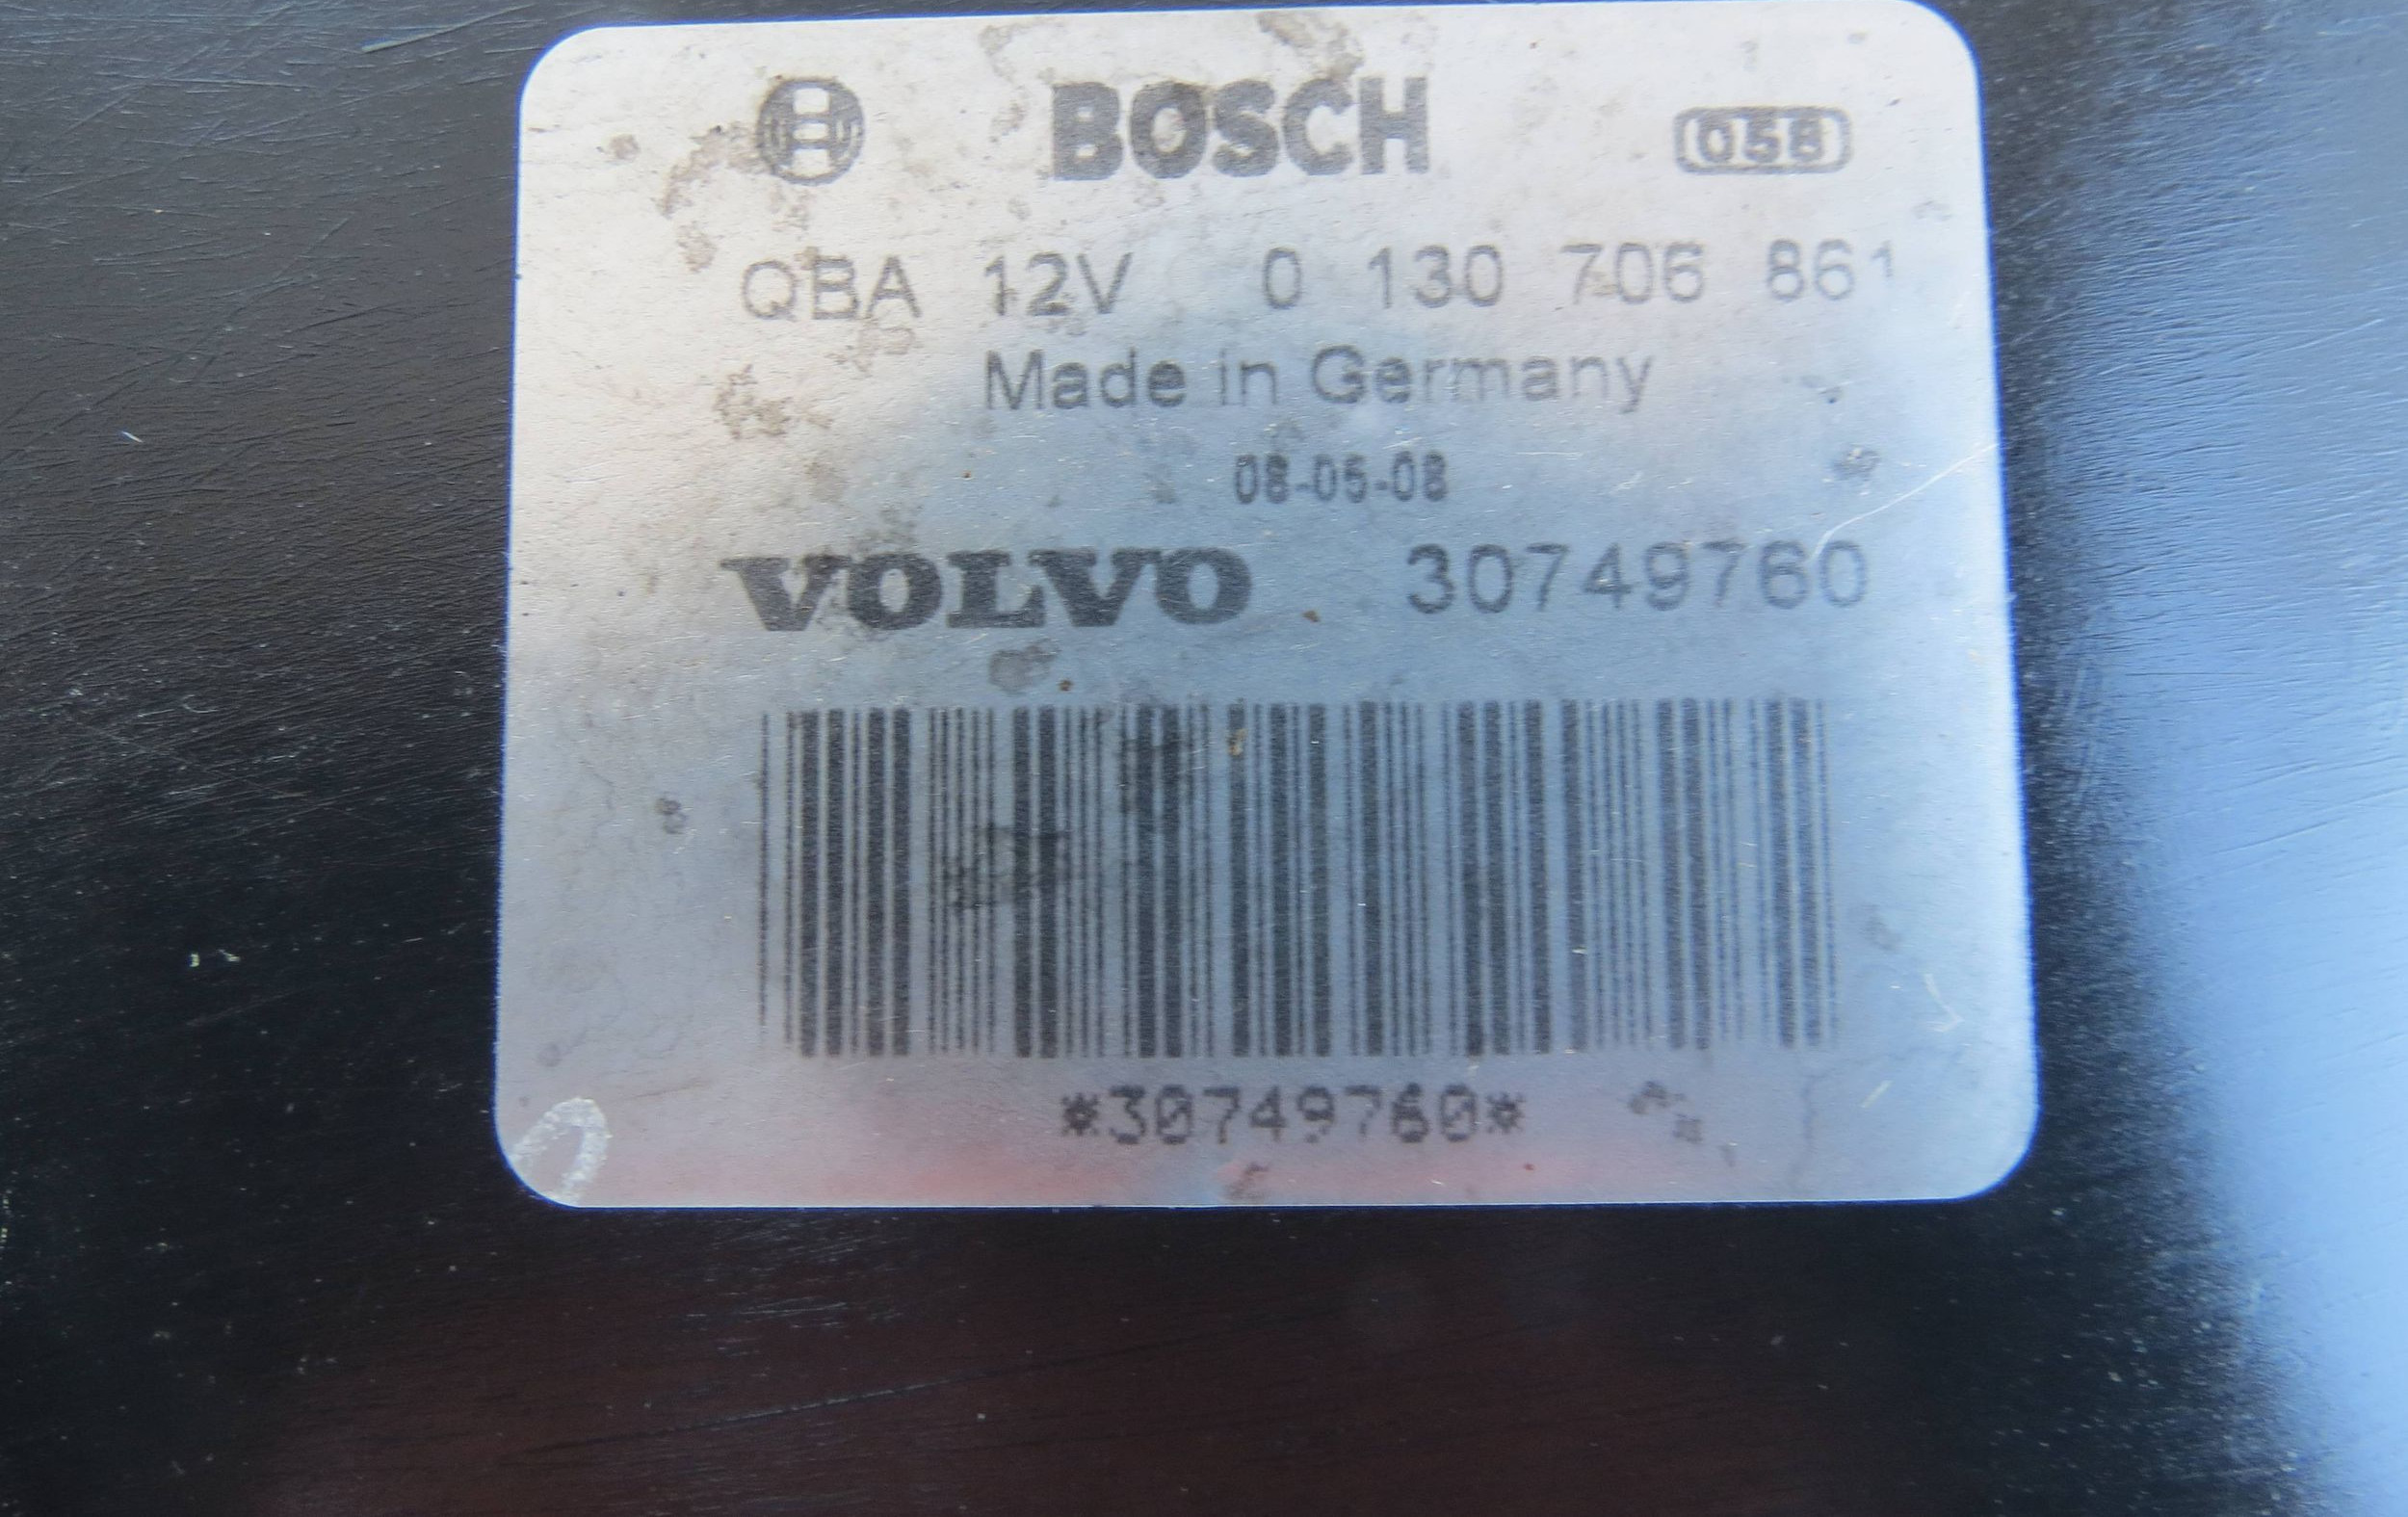 BOSCH 058
QBA 12V 0 130 706 861
Made in Germany
08-05-08
VOLVO 30749760
*30749760*